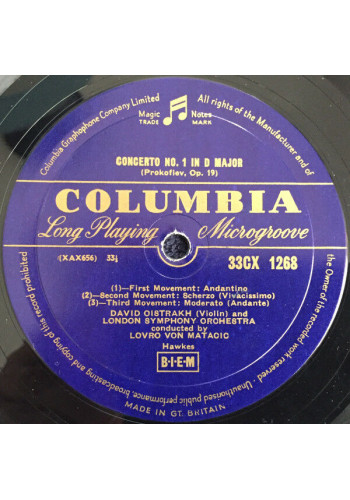 Columbia Graphophone Company Limited
All rights of the Manufacturer and of
the Owner of the recorded work reserved.
Unauthorised public performance, broadcasting and copying of this record prohibited
Magic Notes
TRADE MARK
CONCERTO NO. 1 IN D MAJOR
(Prokofiev, Op. 19)
COLUMBIA
Long Playing Microgroove
(XAX656) 33⅓
33CX 1268
(1)—First Movement: Andantino
(2)—Second Movement: Scherzo (Vivacissimo)
(3)—Third Movement: Moderato (Andante)
DAVID OISTRAKH (Violin) and
LONDON SYMPHONY ORCHESTRA
conducted by
LOVRO VON MATACIC
Hawkes
B·I·E·M
MADE IN GT. BRITAIN